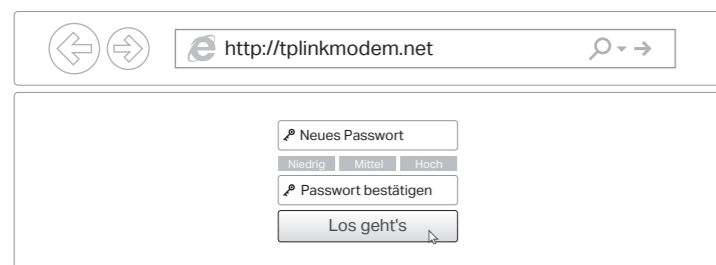 http://tplinkmodem.net
Neues Passwort
Niedrig Mittel Hoch
Passwort bestätigen
Los geht's